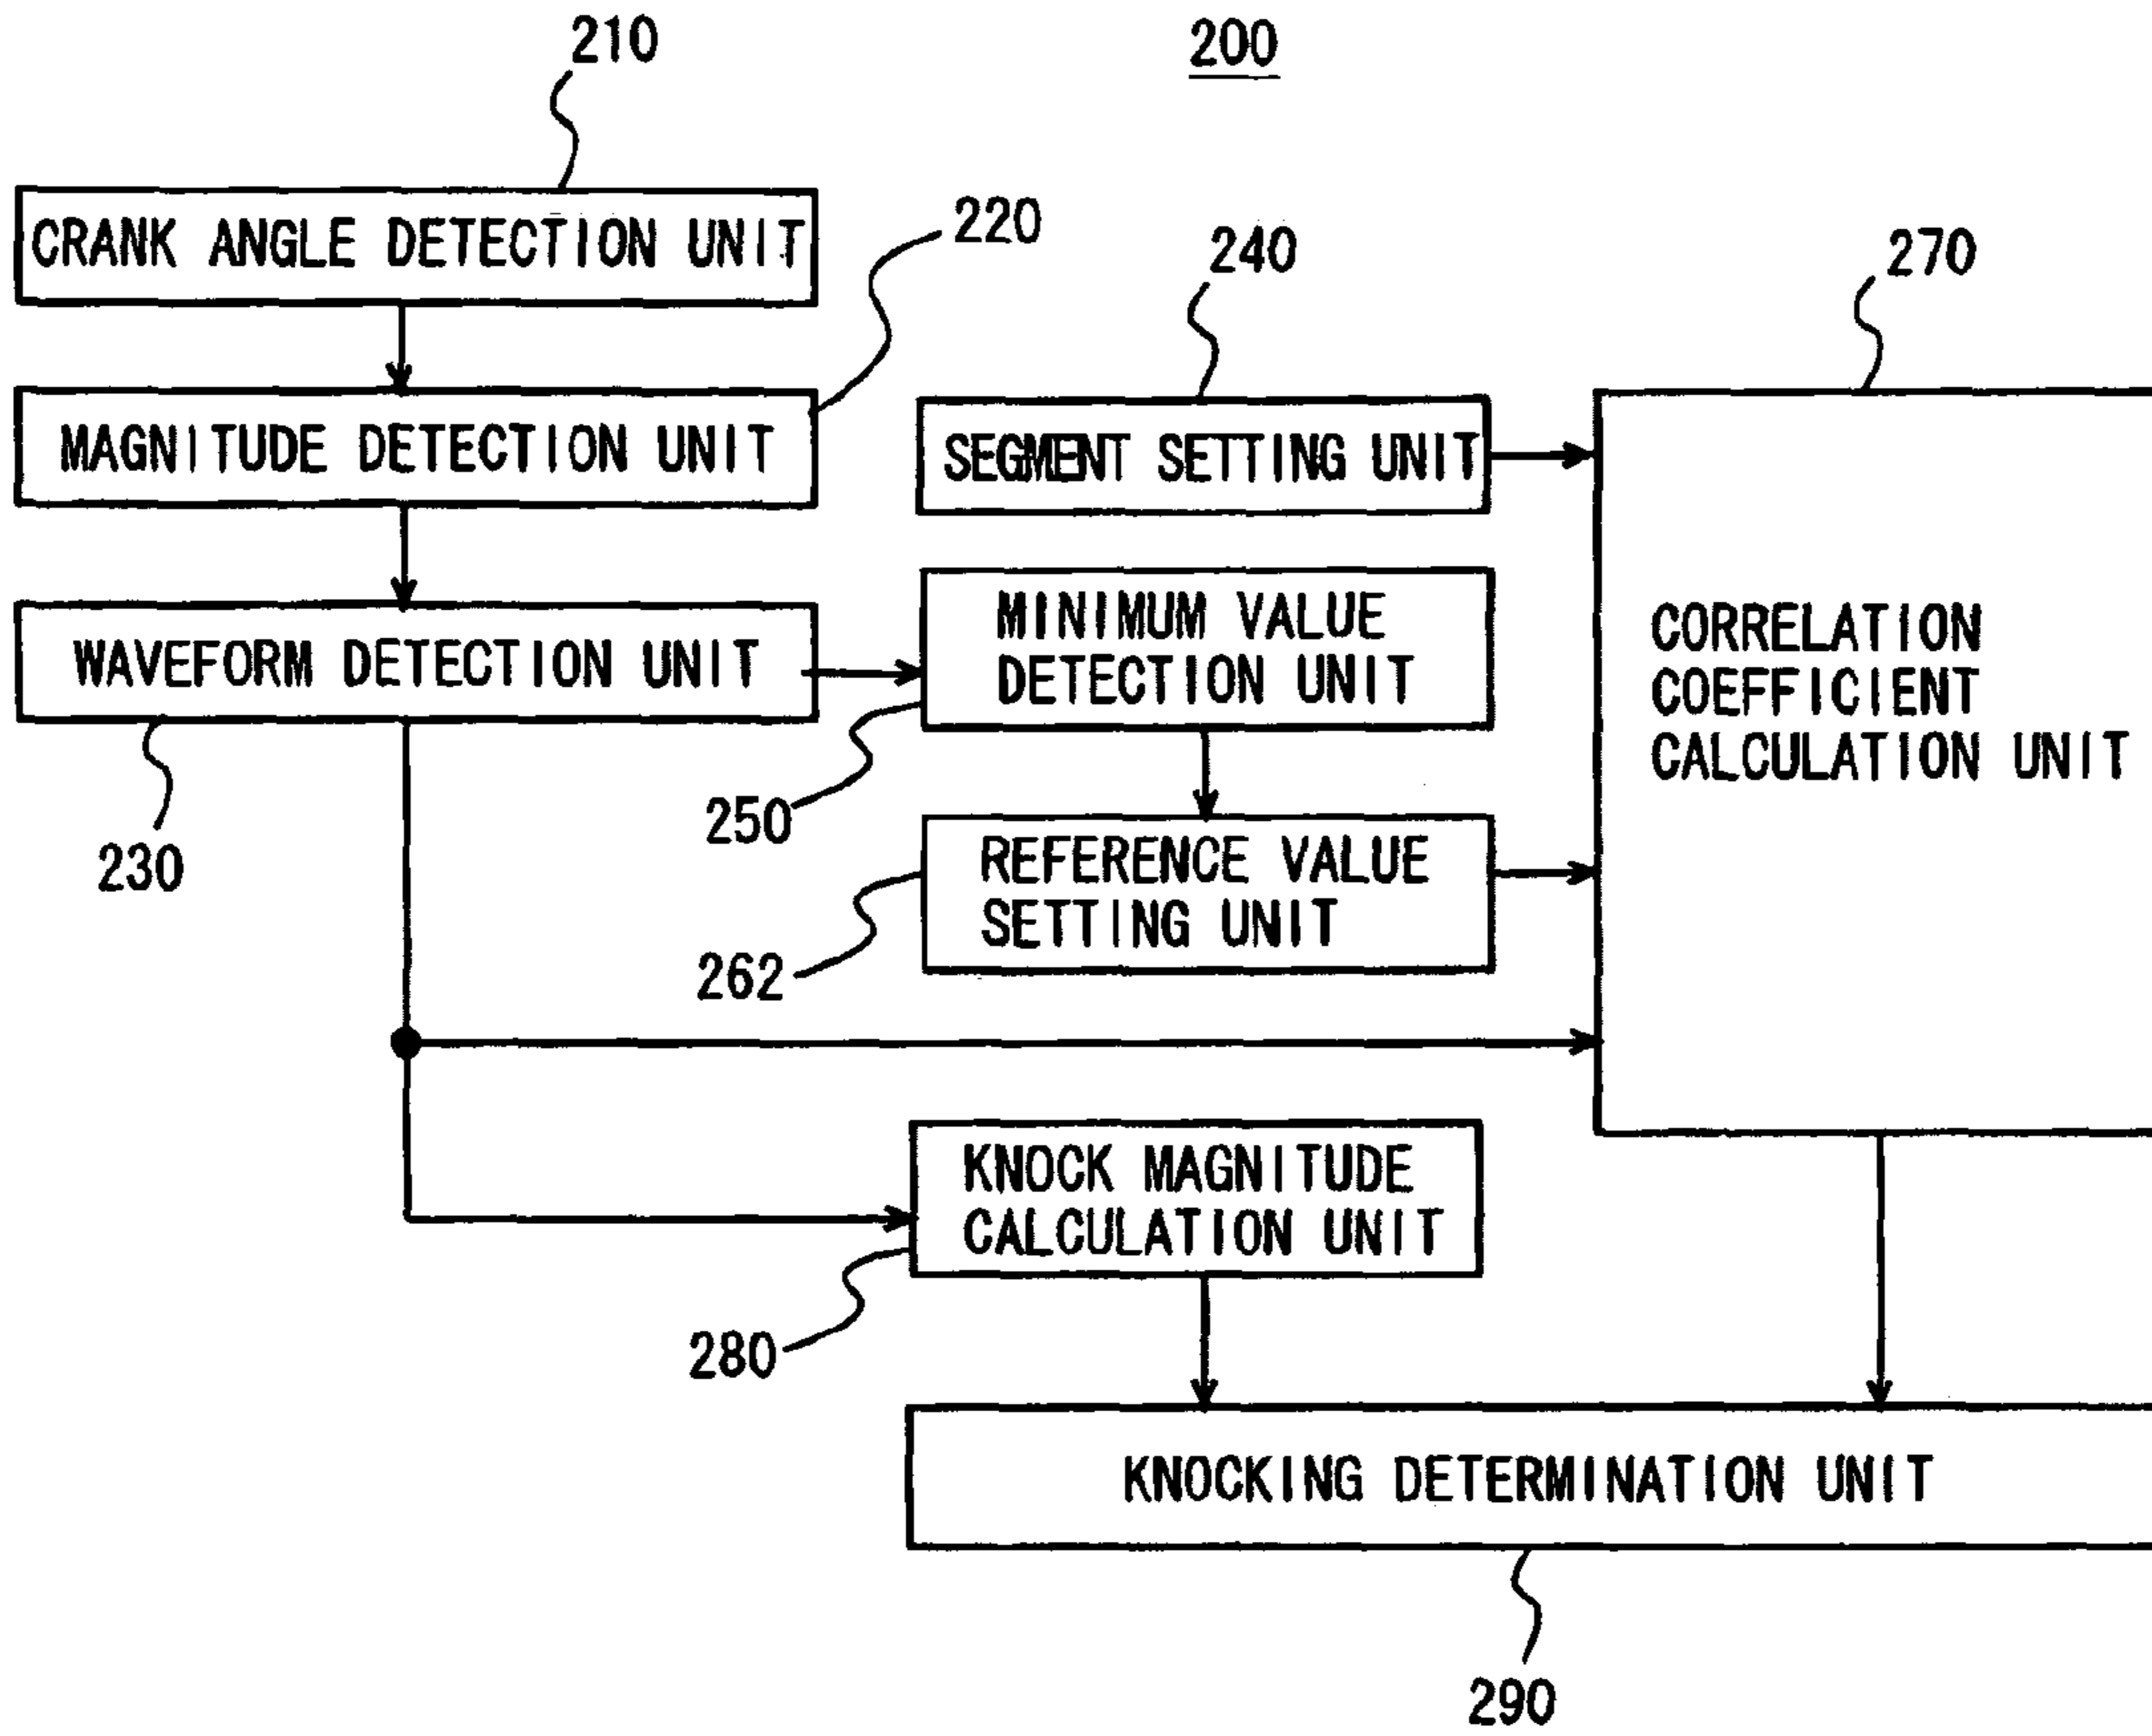 210
200
CRANK ANGLE DETECTION UNIT
220
240
270
MAGNITUDE DETECTION UNIT
SEGMENT SETTING UNIT
WAVEFORM DETECTION UNIT
MINIMUM VALUE
DETECTION UNIT
CORRELATION
COEFFICIENT
CALCULATION UNIT
250
230
REFERENCE VALUE
SETTING UNIT
262
KNOCK MAGNITUDE
CALCULATION UNIT
280
KNOCKING DETERMINATION UNIT
290